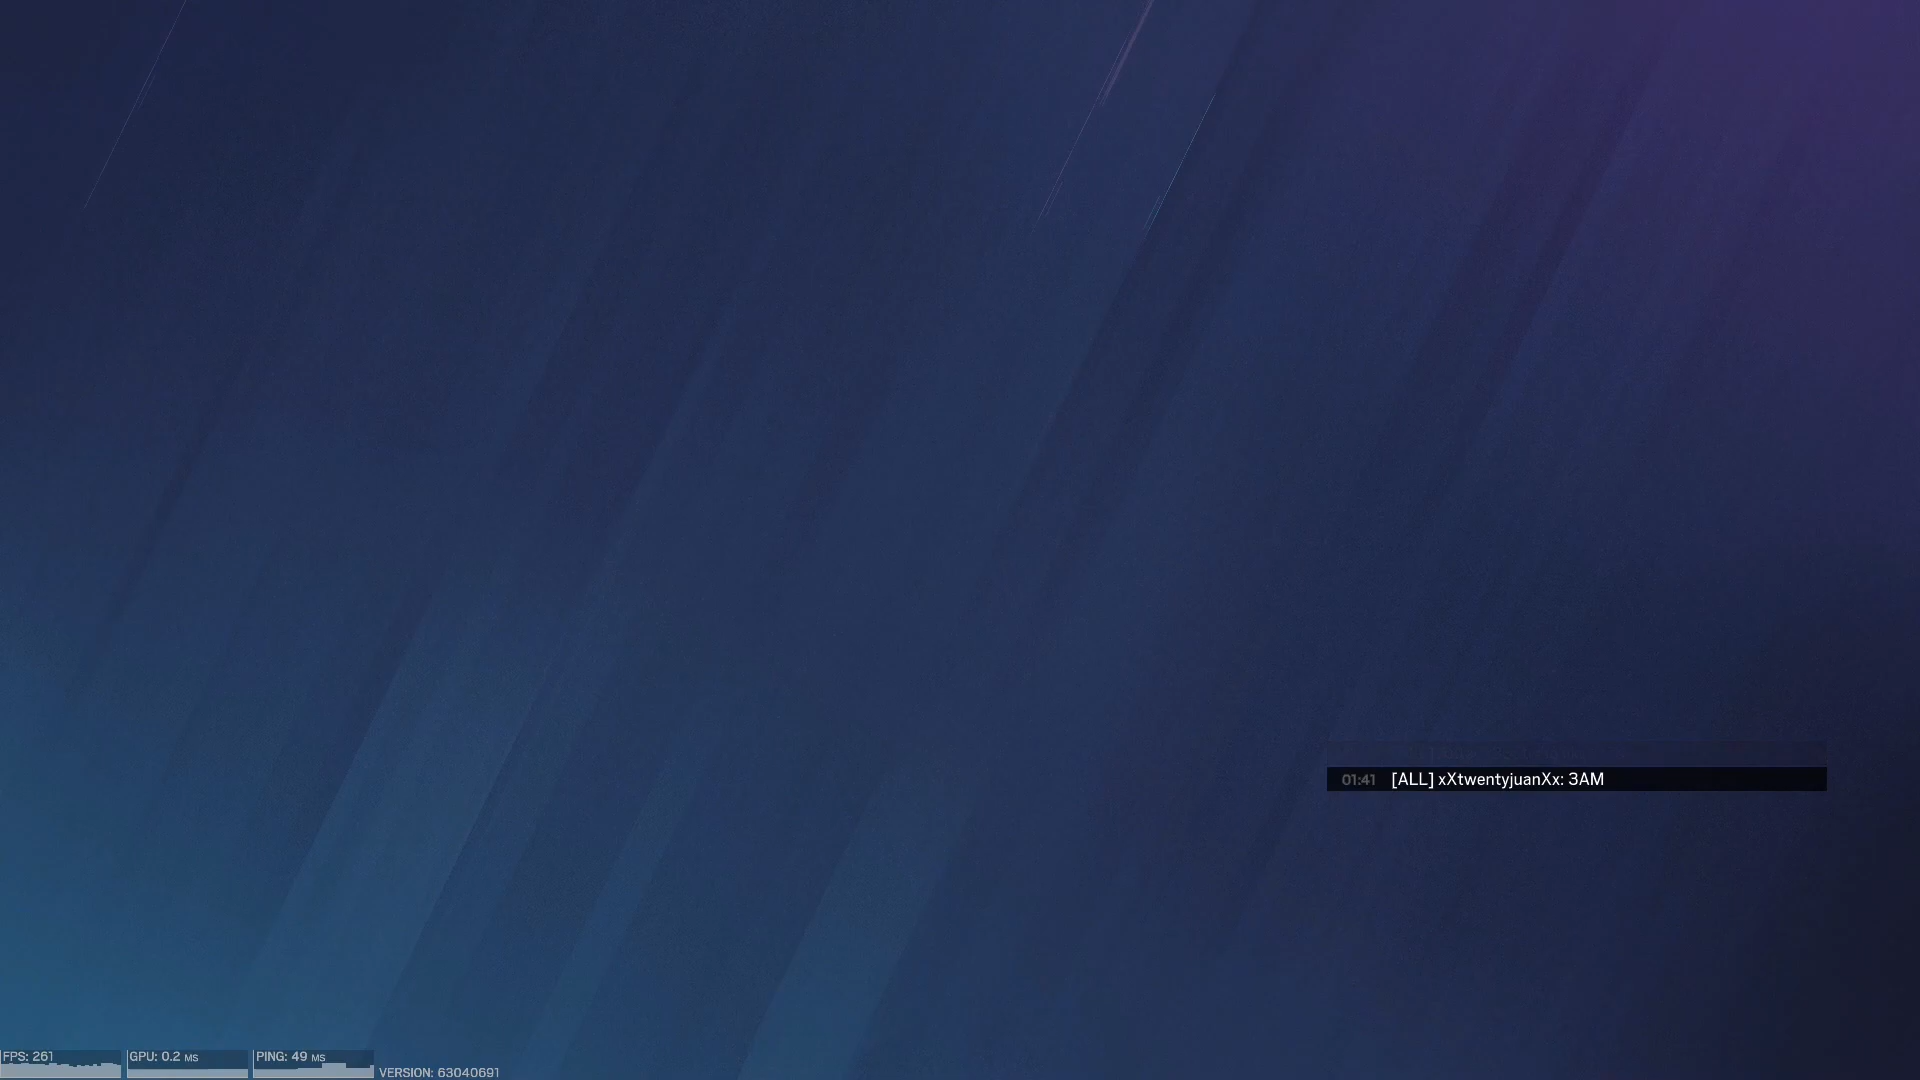 01:41 [ALL] xXtwentyjuanXx: 3AM
FPS: 261 GPU: 0.2 MS PING: 49 MS VERSION: 63040691